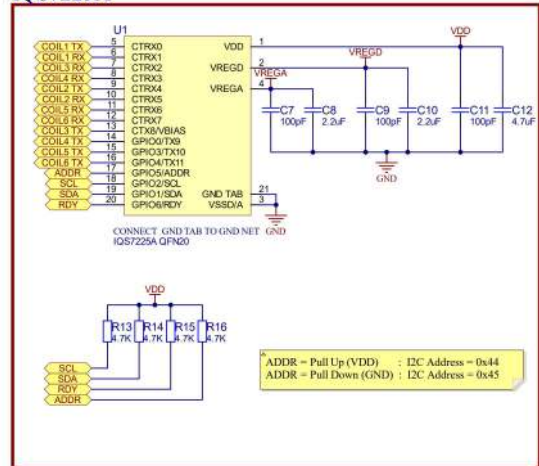 U1
COIL1 TX 5 CTRX0 VDD 1 VDD
COIL1 RX 6 CTRX1
COIL3 RX 7 CTRX2 VREGD 2 VREGD
COIL4 RX 8 CTRX3 VREGA
COIL2 TX 9 CTRX4 VREGA 4
COIL2 RX 10 CTRX5
COIL5 RX 11 CTRX6
COIL6 RX 12 CTRX7
COIL3 TX 13 CTX8/VBIAS
COIL4 TX 14 GPIO0/TX9
COIL5 TX 15 GPIO3/TX10
COIL6 TX 16 GPIO4/TX11
ADDR 17 GPIO5/ADDR
SCL 18 GPIO2/SCL
SDA 19 GPIO1/SDA GND TAB 21
RDY 20 GPIO6/RDY VSSD/A 3
C7 C8 C9 C10 C11 C12
100pF 2.2uF 100pF 2.2uF 100pF 4.7uF
GND
CONNECT GND TAB TO GND NET GND
IQS7225A QFN20
VDD
R13 R14 R15 R16
4.7K 4.7K 4.7K 4.7K
SCL
SDA
RDY
ADDR
ADDR = Pull Up (VDD) : I2C Address = 0x44
ADDR = Pull Down (GND) : I2C Address = 0x45